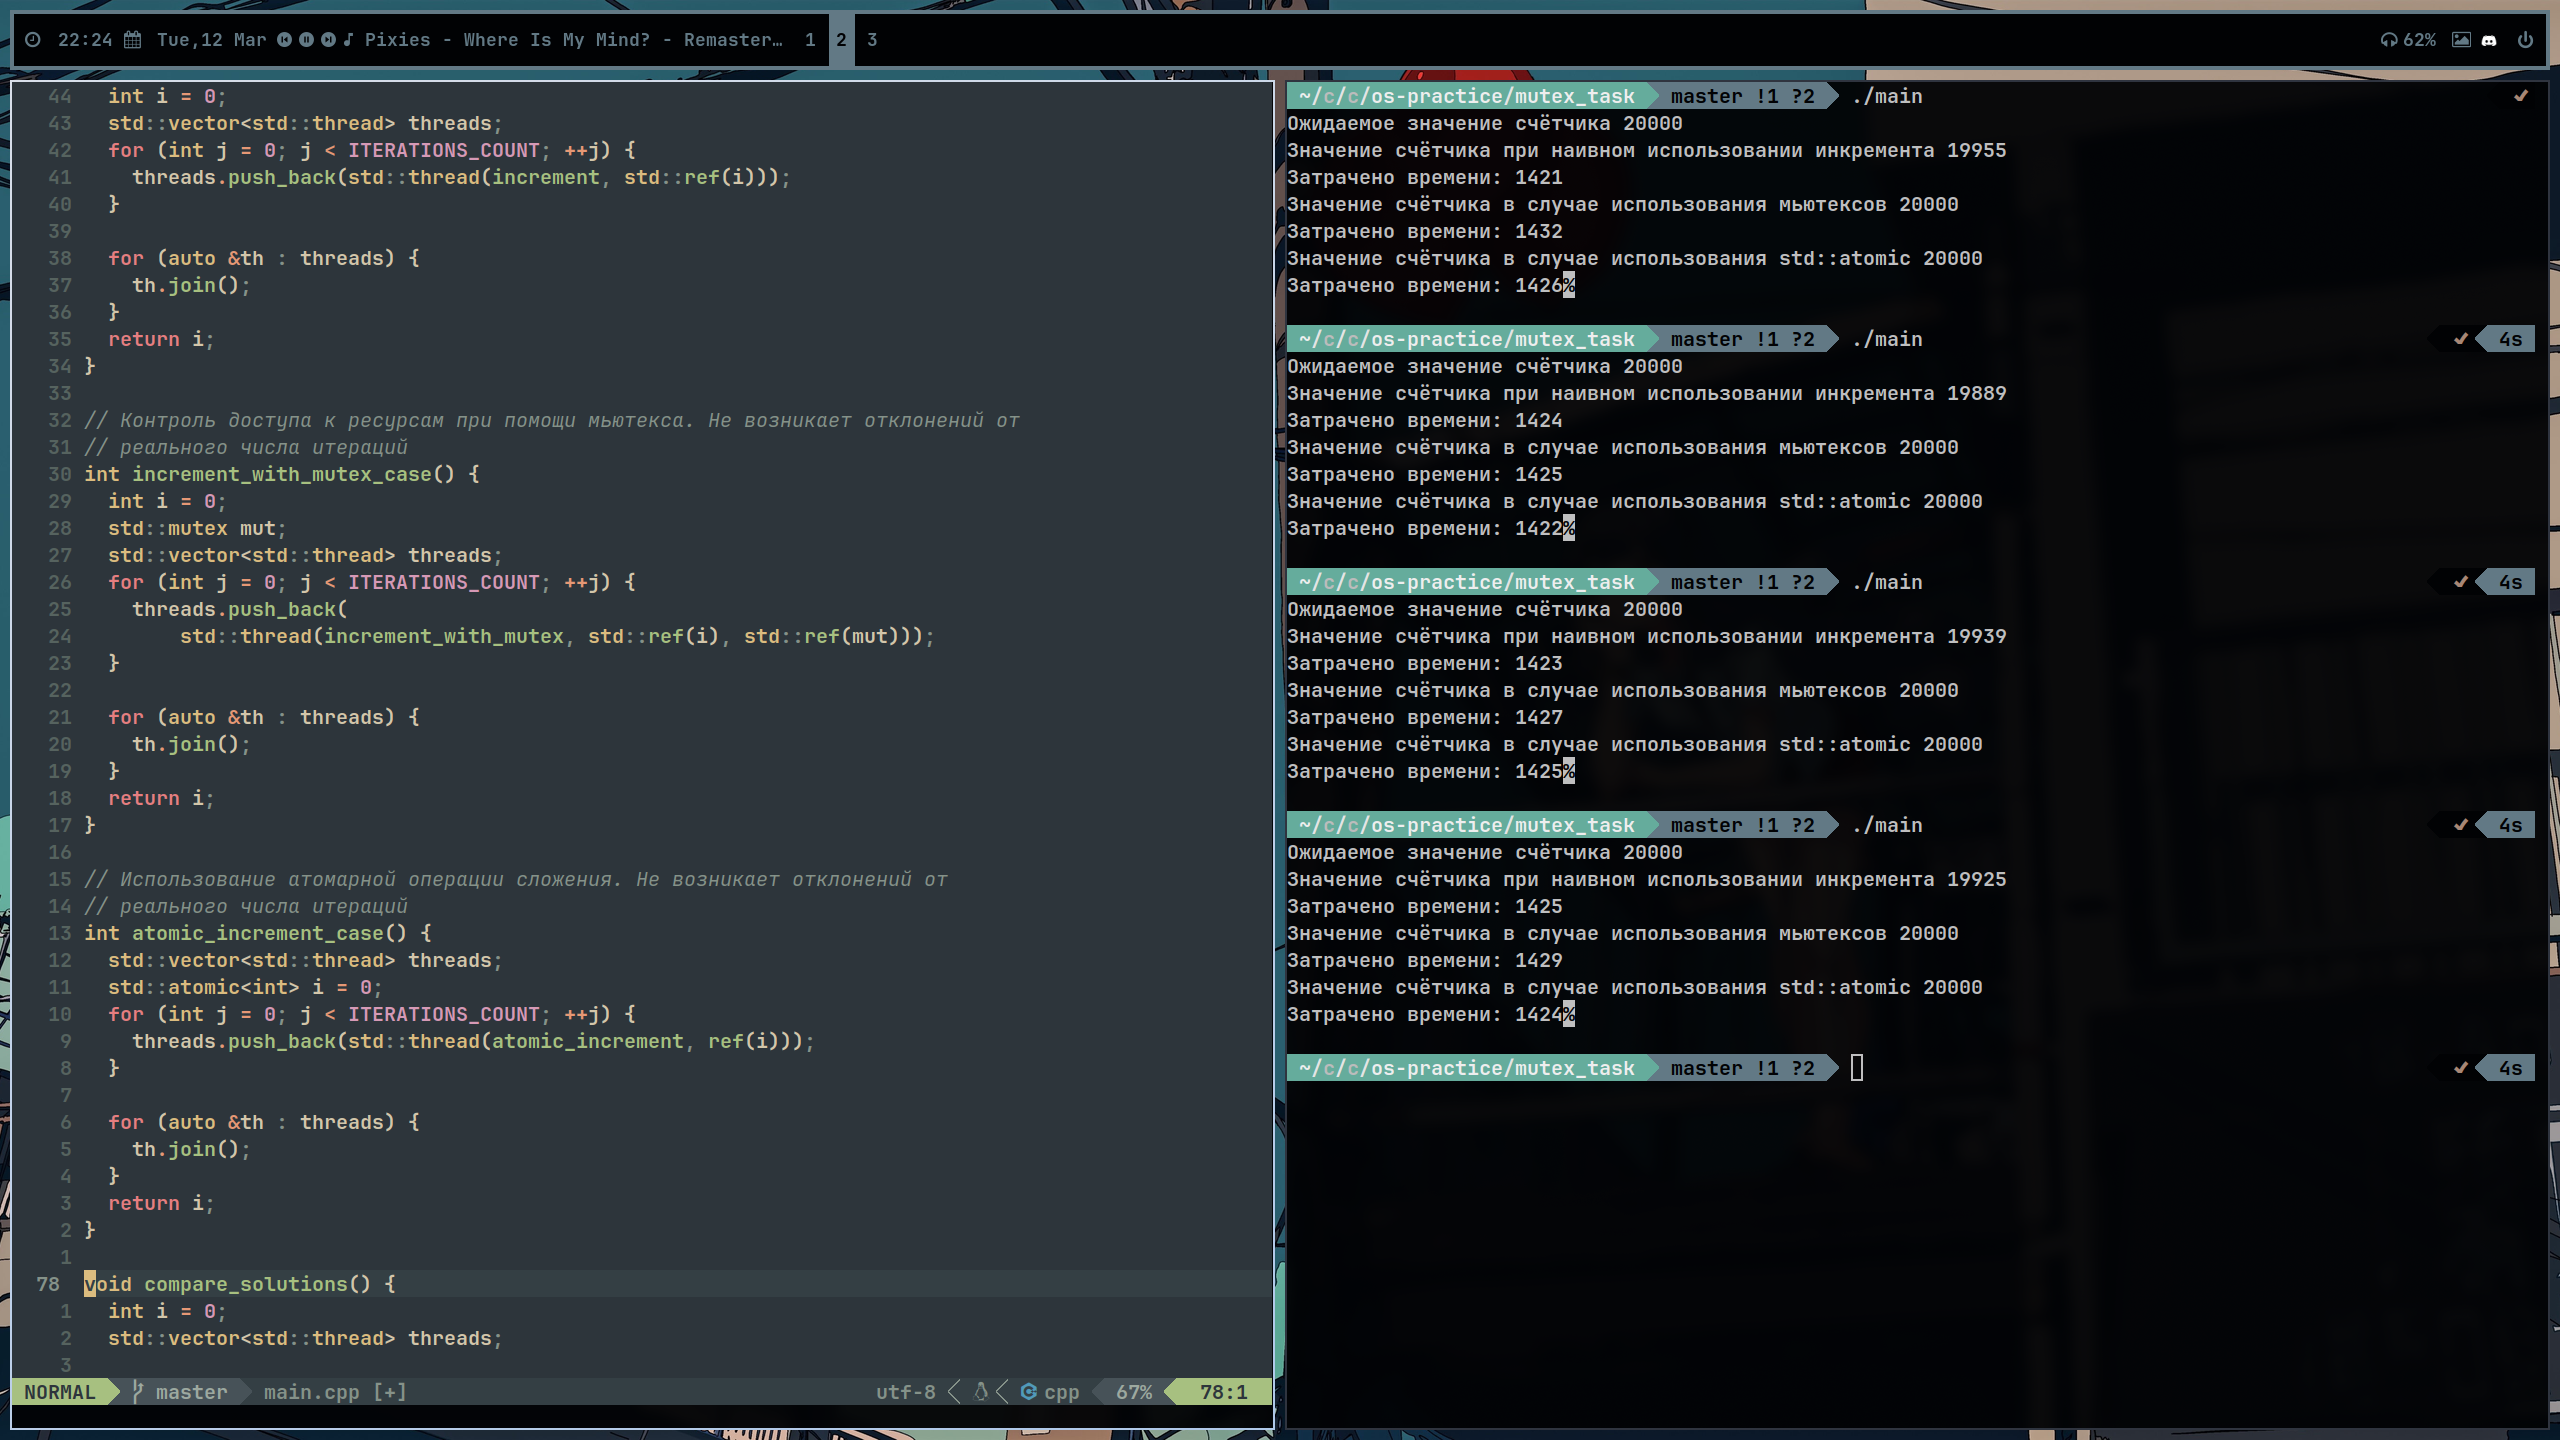 22:24 Tue,12 Mar Pixies - Where Is My Mind? - Remaster… 1 2 3 62%
44 int i = 0;
43 std::vector<std::thread> threads;
42 for (int j = 0; j < ITERATIONS_COUNT; ++j) {
41 threads.push_back(std::thread(increment, std::ref(i)));
40 }
39
38 for (auto &th : threads) {
37 th.join();
36 }
35 return i;
34 }
33
32 // Контроль доступа к ресурсам при помощи мьютекса. Не возникает отклонений от
31 // реального числа итераций
30 int increment_with_mutex_case() {
29 int i = 0;
28 std::mutex mut;
27 std::vector<std::thread> threads;
26 for (int j = 0; j < ITERATIONS_COUNT; ++j) {
25 threads.push_back(
24 std::thread(increment_with_mutex, std::ref(i), std::ref(mut)));
23 }
22
21 for (auto &th : threads) {
20 th.join();
19 }
18 return i;
17 }
16
15 // Использование атомарной операции сложения. Не возникает отклонений от
14 // реального числа итераций
13 int atomic_increment_case() {
12 std::vector<std::thread> threads;
11 std::atomic<int> i = 0;
10 for (int j = 0; j < ITERATIONS_COUNT; ++j) {
9 threads.push_back(std::thread(atomic_increment, ref(i)));
8 }
7
6 for (auto &th : threads) {
5 th.join();
4 }
3 return i;
2 }
1
78 void compare_solutions() {
1 int i = 0;
2 std::vector<std::thread> threads;
3
NORMAL master main.cpp [+] utf-8 cpp 67% 78:1
~/c/c/os-practice/mutex_task master !1 ?2 ./main
Ожидаемое значение счётчика 20000
Значение счётчика при наивном использовании инкремента 19955
Затрачено времени: 1421
Значение счётчика в случае использования мьютексов 20000
Затрачено времени: 1432
Значение счётчика в случае использования std::atomic 20000
Затрачено времени: 1426%
~/c/c/os-practice/mutex_task master !1 ?2 ./main 4s
Ожидаемое значение счётчика 20000
Значение счётчика при наивном использовании инкремента 19889
Затрачено времени: 1424
Значение счётчика в случае использования мьютексов 20000
Затрачено времени: 1425
Значение счётчика в случае использования std::atomic 20000
Затрачено времени: 1422%
~/c/c/os-practice/mutex_task master !1 ?2 ./main 4s
Ожидаемое значение счётчика 20000
Значение счётчика при наивном использовании инкремента 19939
Затрачено времени: 1423
Значение счётчика в случае использования мьютексов 20000
Затрачено времени: 1427
Значение счётчика в случае использования std::atomic 20000
Затрачено времени: 1425%
~/c/c/os-practice/mutex_task master !1 ?2 ./main 4s
Ожидаемое значение счётчика 20000
Значение счётчика при наивном использовании инкремента 19925
Затрачено времени: 1425
Значение счётчика в случае использования мьютексов 20000
Затрачено времени: 1429
Значение счётчика в случае использования std::atomic 20000
Затрачено времени: 1424%
~/c/c/os-practice/mutex_task master !1 ?2 4s